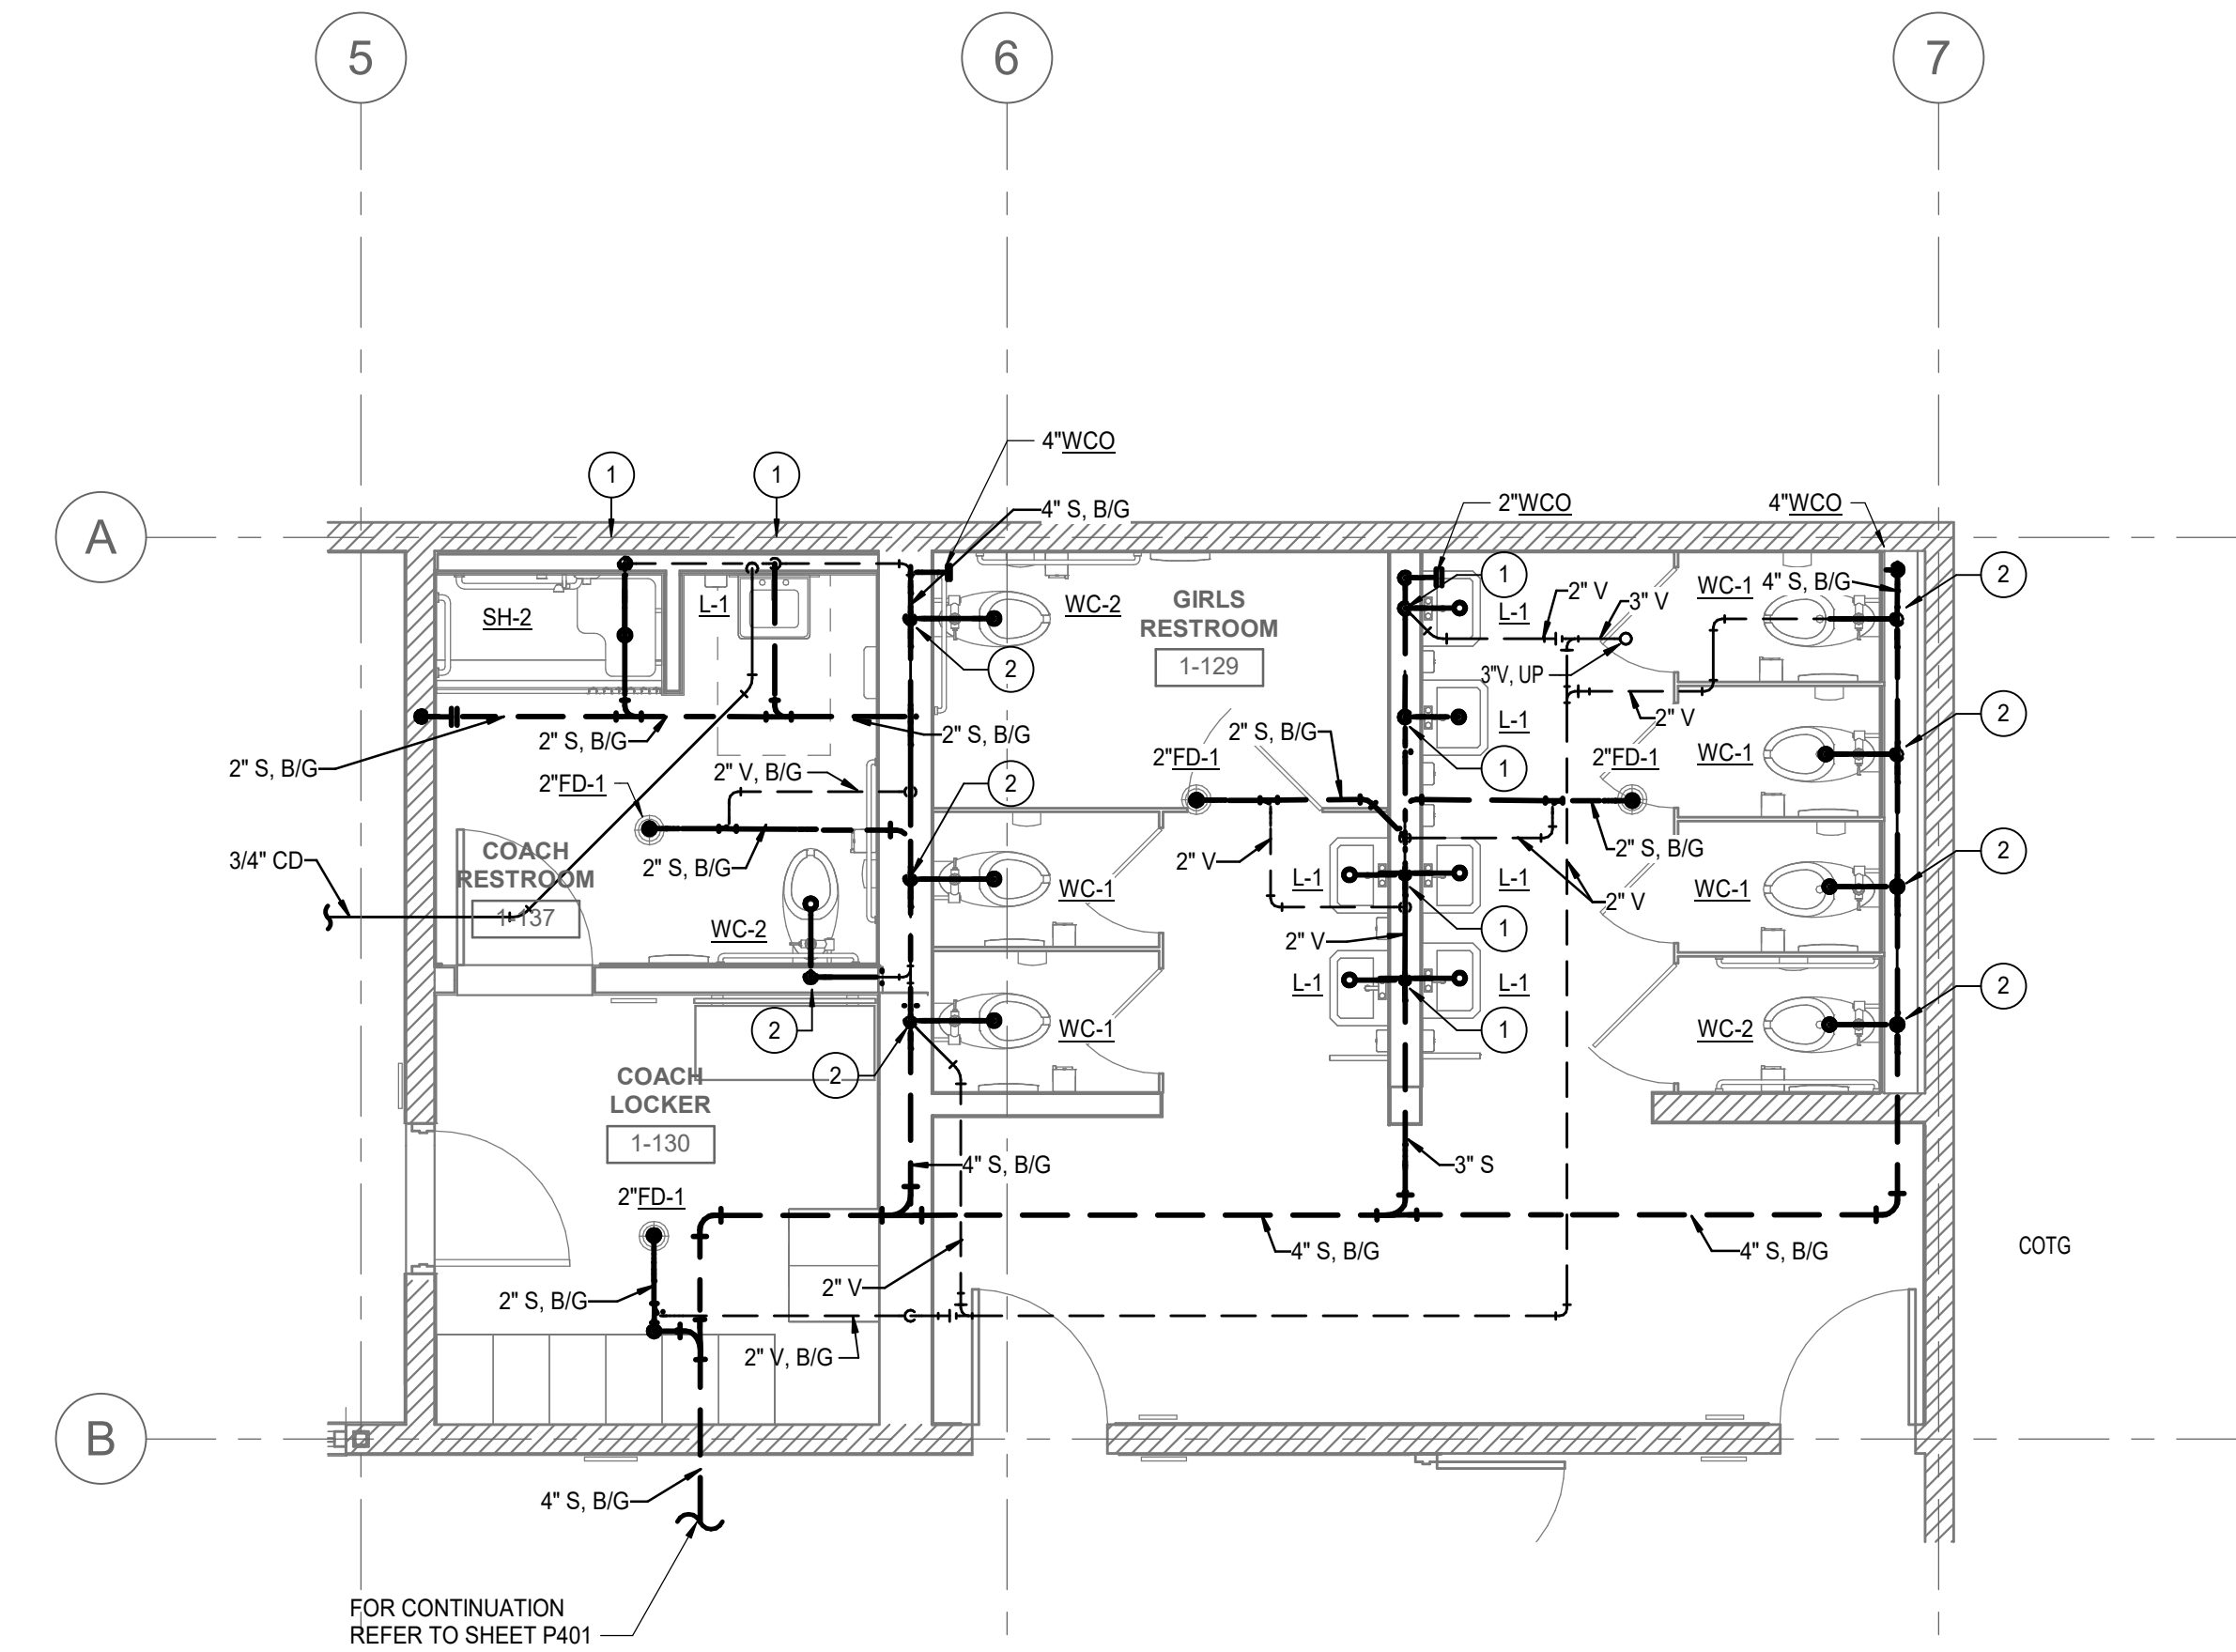 5
6
7
4"WCO
1
1
4" S, B/G
2"WCO
4"WCO
A
SH-2
L-1
WC-2
GIRLS
RESTROOM
1-129
1
L-1
2" V
3" V
WC-1
4" S, B/G
2
2
3"V, UP
2" V
2" S, B/G
2" S, B/G
2" S, B/G
2" S, B/G
L-1
WC-1
2
2" V, B/G
2"FD-1
2
2"FD-1
1
2"FD-1
3/4" CD
COACH
RESTROOM
1-137
2" S, B/G
2" V
2" S, B/G
2
WC-1
L-1
L-1
2" V
WC-1
WC-2
2" V
1
2
WC-1
L-1
L-1
1
WC-2
2
2
COACH
LOCKER
1-130
4" S, B/G
3" S
2"FD-1
4" S, B/G
4" S, B/G
COTG
2" S, B/G
2" V
2" V, B/G
B
4" S, B/G
FOR CONTINUATION
REFER TO SHEET P401